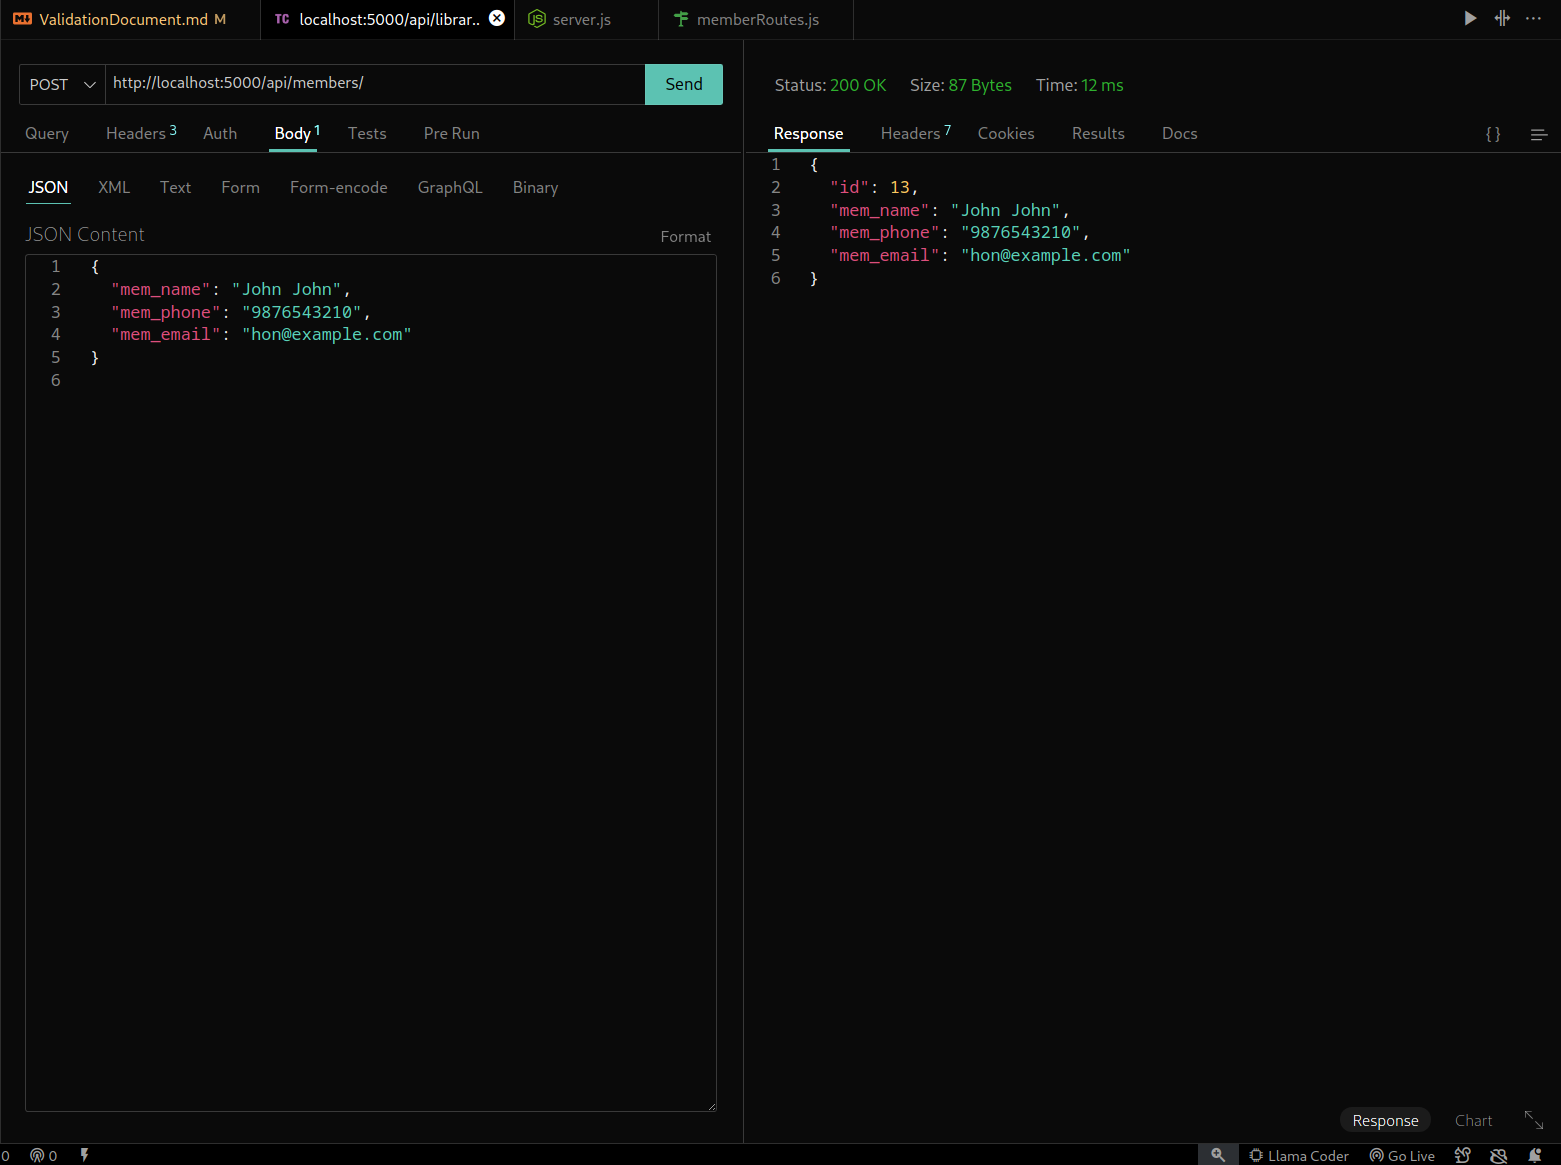 ValidationDocument.md M
TC localhost:5000/api/librar..
JS server.js
memberRoutes.js
POST http://localhost:5000/api/members/ Send
Query Headers 3 Auth Body 1 Tests Pre Run
JSON XML Text Form Form-encode GraphQL Binary
JSON Content Format
1 {
2 "mem_name": "John John",
3 "mem_phone": "9876543210",
4 "mem_email": "hon@example.com"
5 }
6
Status: 200 OK Size: 87 Bytes Time: 12 ms
Response Headers 7 Cookies Results Docs { }
1 {
2 "id": 13,
3 "mem_name": "John John",
4 "mem_phone": "9876543210",
5 "mem_email": "hon@example.com"
6 }
Response Chart
0 0 Llama Coder Go Live